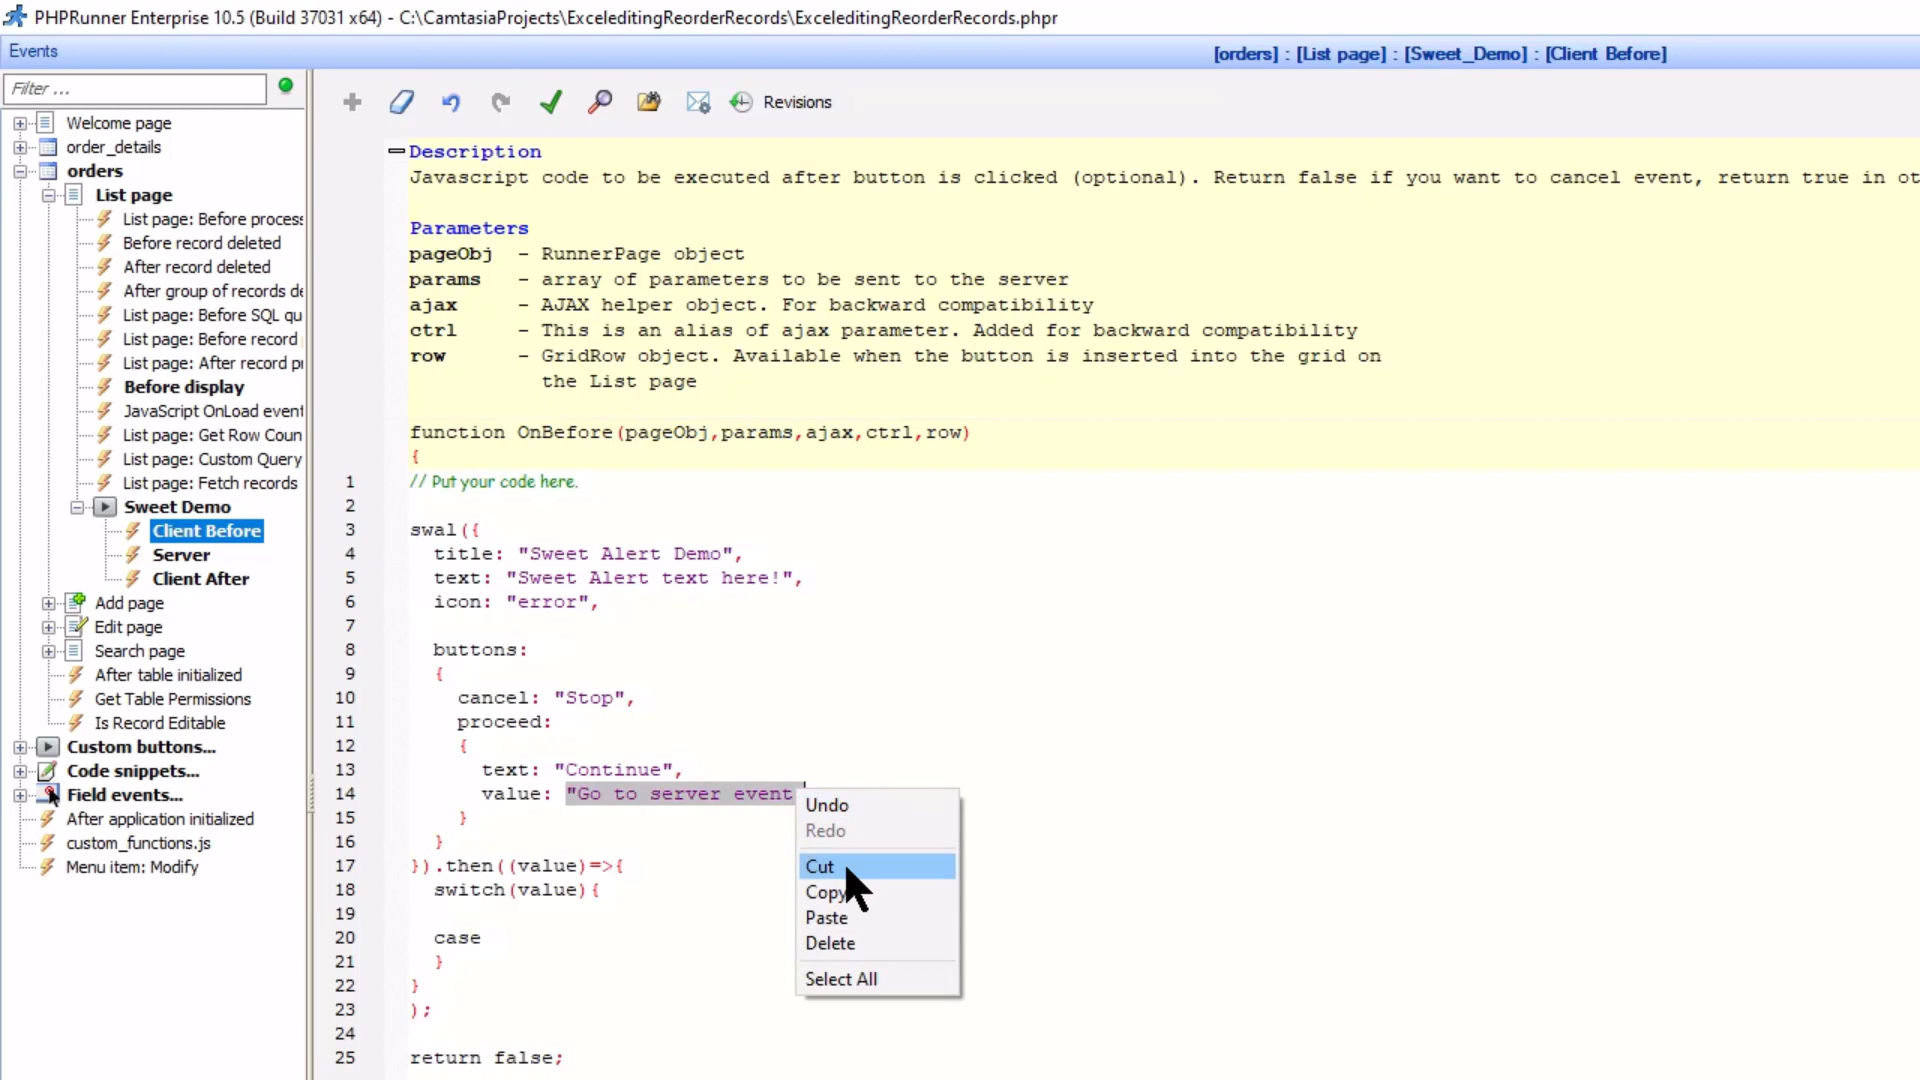 PHPRunner Enterprise 10.5 (Build 37031 x64) - C:\CamtasiaProjects\ExceleditingReorderRecords\ExceleditingReorderRecords.phpr
Events
[orders] : [List page] : [Sweet_Demo] : [Client Before]
Filter ...
Revisions
Welcome page
order_details
orders
List page
List page: Before process
Before record deleted
After record deleted
After group of records de
List page: Before SQL qu
List page: Before record
List page: After record pr
Before display
JavaScript OnLoad event
List page: Get Row Coun
List page: Custom Query
List page: Fetch records
Sweet Demo
Client Before
Server
Client After
Add page
Edit page
Search page
After table initialized
Get Table Permissions
Is Record Editable
Custom buttons...
Code snippets...
Field events...
After application initialized
custom_functions.js
Menu item: Modify
Description
Javascript code to be executed after button is clicked (optional). Return false if you want to cancel event, return true in ot
Parameters
pageObj - RunnerPage object
params - array of parameters to be sent to the server
ajax - AJAX helper object. For backward compatibility
ctrl - This is an alias of ajax parameter. Added for backward compatibility
row - GridRow object. Available when the button is inserted into the grid on
the List page
function OnBefore(pageObj,params,ajax,ctrl,row)
{
1 // Put your code here.
2
3 swal({
4 title: "Sweet Alert Demo",
5 text: "Sweet Alert text here!",
6 icon: "error",
7
8 buttons:
9 {
10 cancel: "Stop",
11 proceed:
12 {
13 text: "Continue",
14 value: "Go to server event
15 }
16 }
17 }).then((value)=>{
18 switch(value){
19
20 case
21 }
22 }
23 );
24
25 return false;
Undo
Redo
Cut
Copy
Paste
Delete
Select All